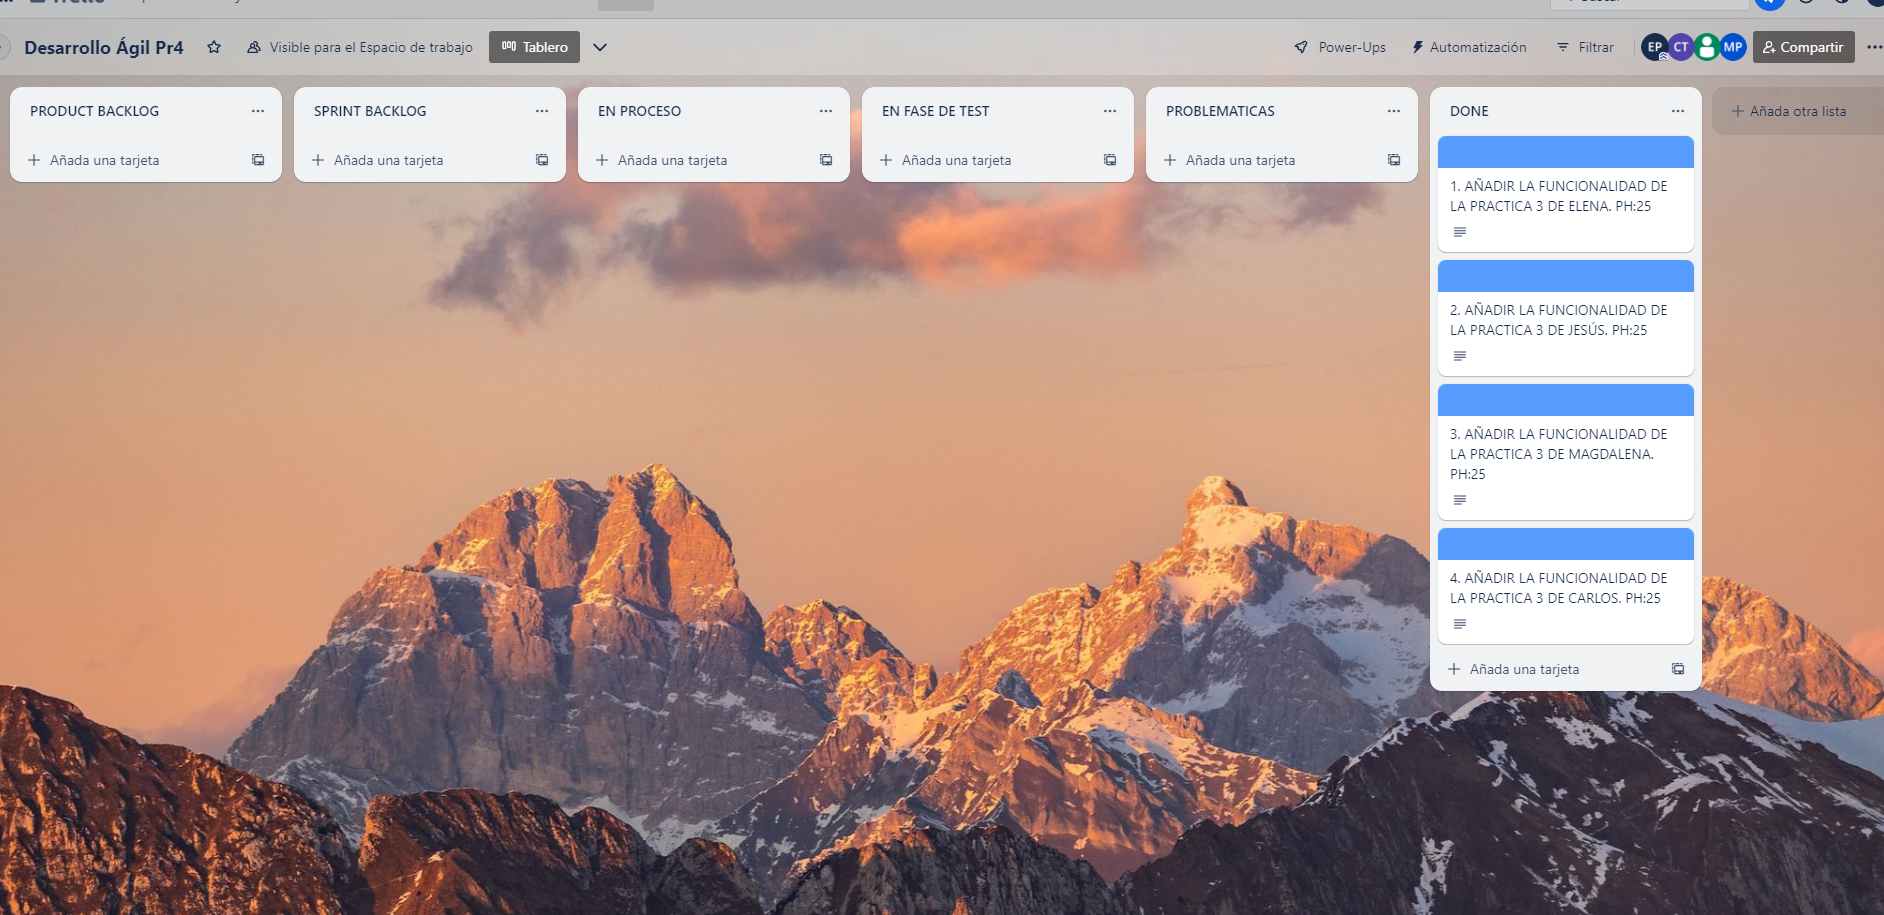 Desarrollo Ágil Pr4
Visible para el Espacio de trabajo
Tablero
Power-Ups
Automatización
Filtrar
EP
CT
MP
Compartir
PRODUCT BACKLOG
Añada una tarjeta
SPRINT BACKLOG
Añada una tarjeta
EN PROCESO
Añada una tarjeta
EN FASE DE TEST
Añada una tarjeta
PROBLEMATICAS
Añada una tarjeta
DONE
1. AÑADIR LA FUNCIONALIDAD DE
LA PRACTICA 3 DE ELENA. PH:25
2. AÑADIR LA FUNCIONALIDAD DE
LA PRACTICA 3 DE JESÚS. PH:25
3. AÑADIR LA FUNCIONALIDAD DE
LA PRACTICA 3 DE MAGDALENA.
PH:25
4. AÑADIR LA FUNCIONALIDAD DE
LA PRACTICA 3 DE CARLOS. PH:25
Añada una tarjeta
Añada otra lista